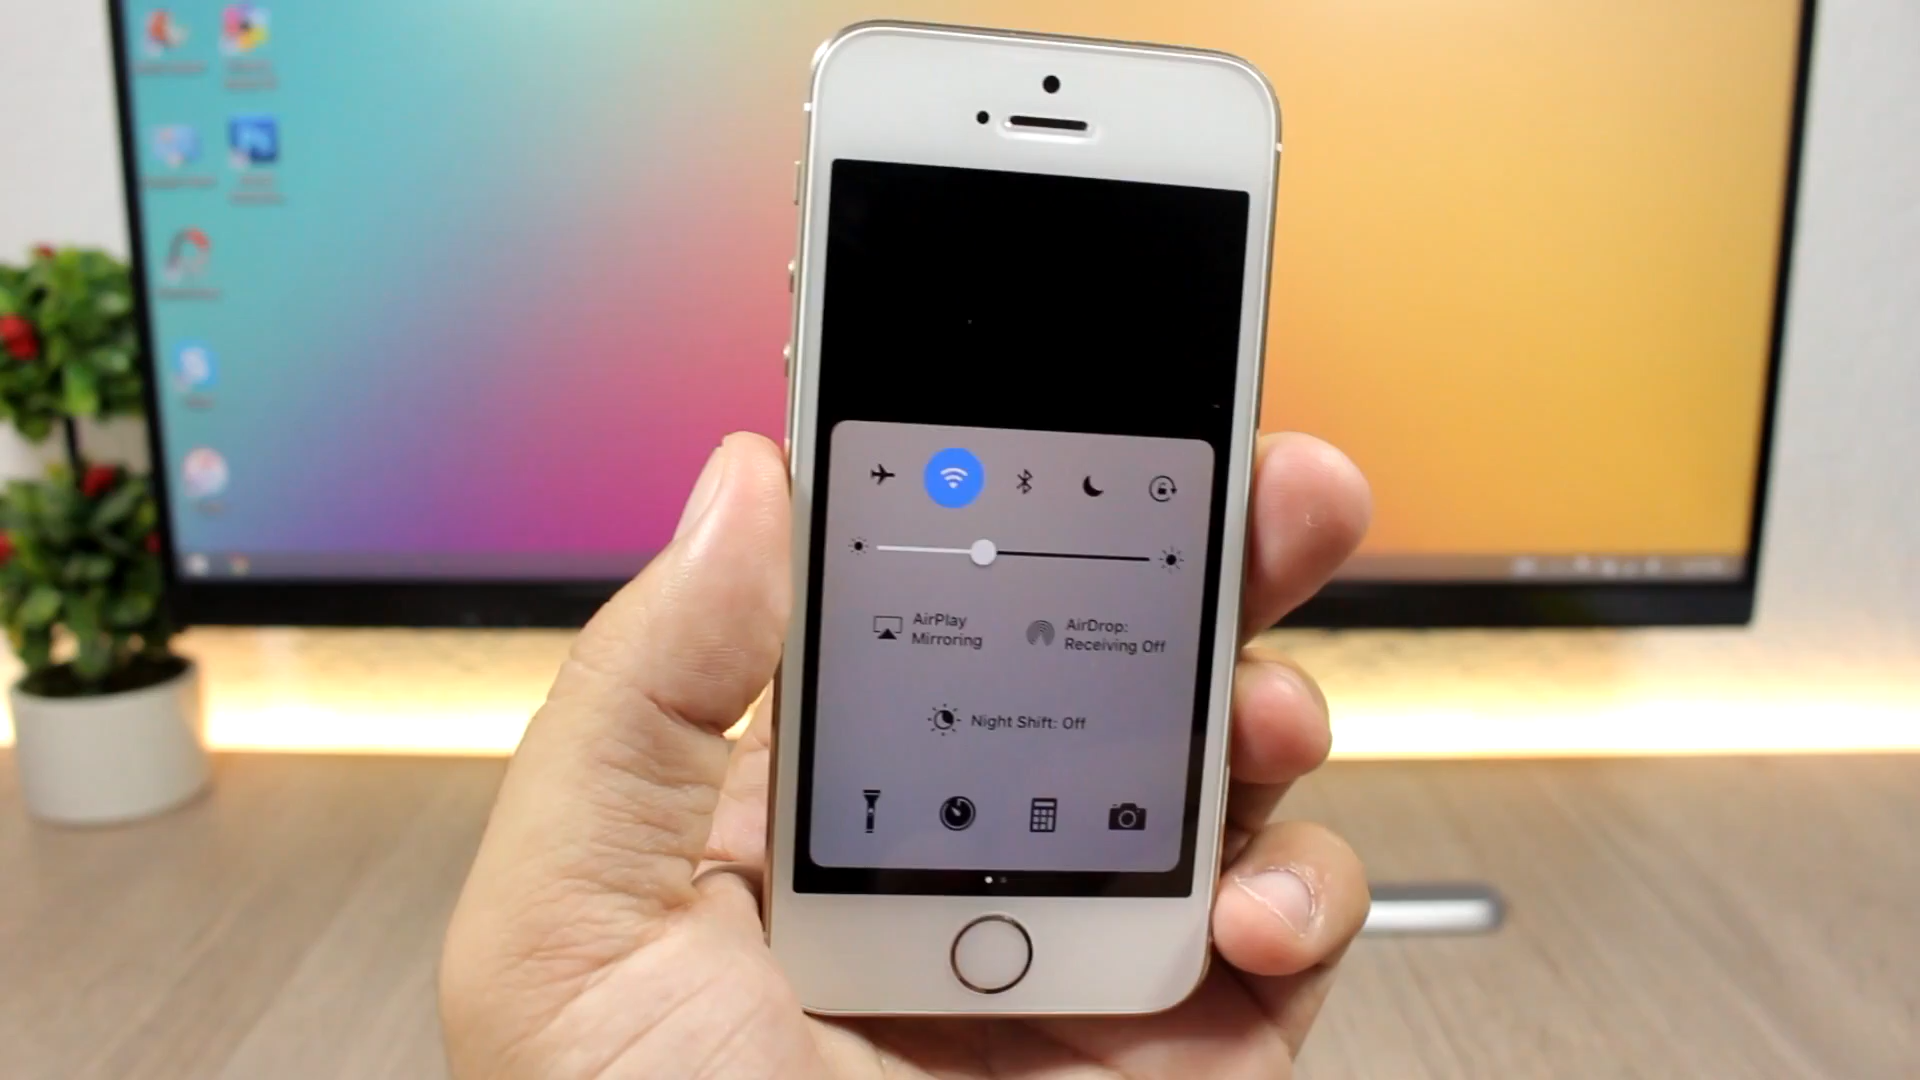 AirPlay
Mirroring
AirDrop:
Receiving Off
Night Shift: Off